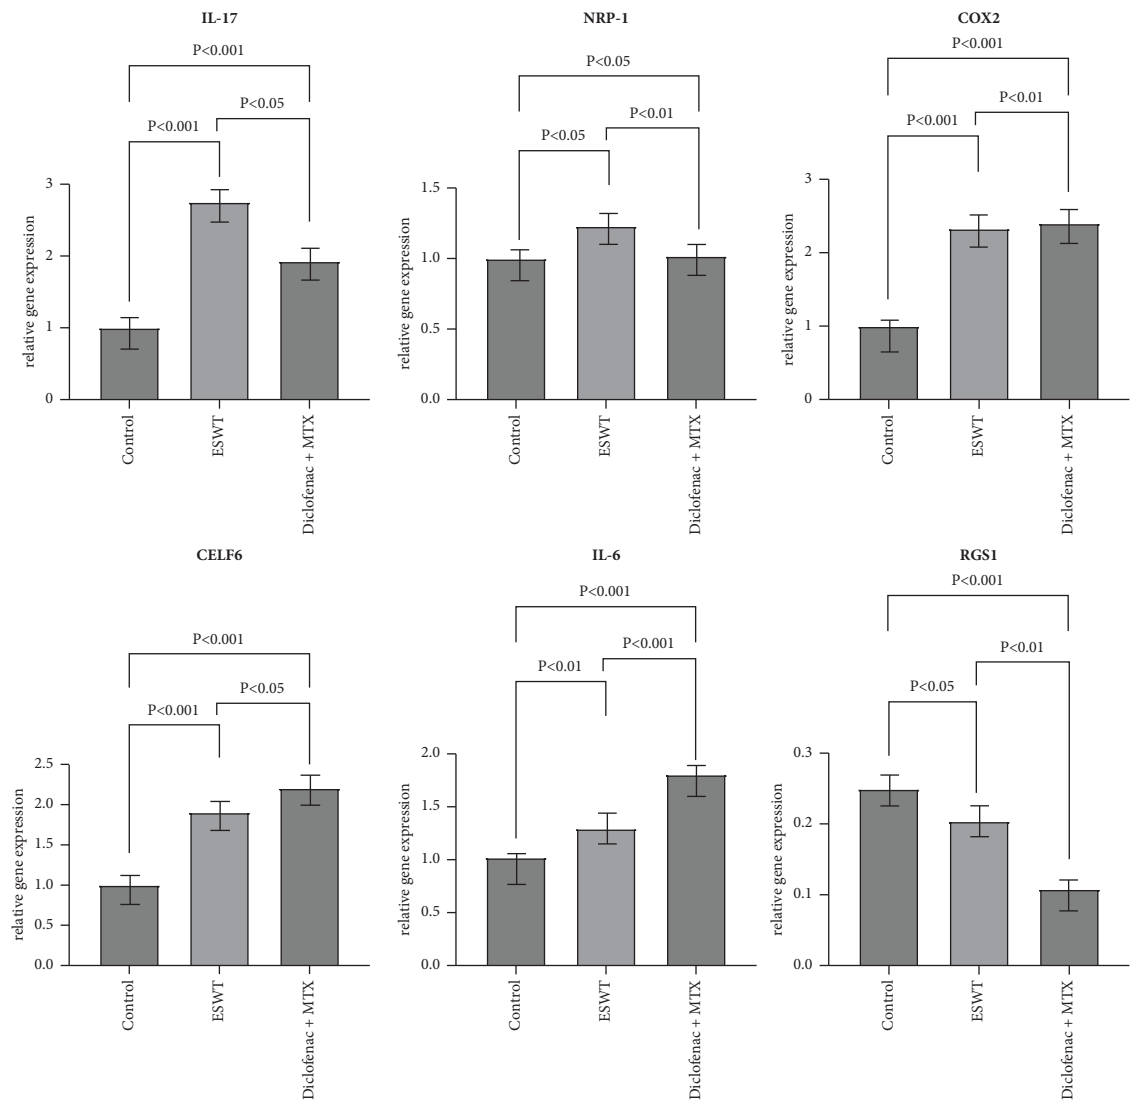 IL-17
P<0.001
P<0.05
P<0.001
3
2
1
0
relative gene expression
Control
ESWT
Diclofenac + MTX
NRP-1
P<0.05
P<0.01
P<0.05
1.5
1.0
0.5
0.0
relative gene expression
Control
ESWT
Diclofenac + MTX
COX2
P<0.001
P<0.01
P<0.001
3
2
1
0
relative gene expression
Control
ESWT
Diclofenac + MTX
CELF6
P<0.001
P<0.05
P<0.001
2.5
2.0
1.5
1.0
0.5
0.0
relative gene expression
Control
ESWT
Diclofenac + MTX
IL-6
P<0.001
P<0.001
P<0.01
2.0
1.5
1.0
0.5
0.0
relative gene expression
Control
ESWT
Diclofenac + MTX
RGS1
P<0.001
P<0.01
P<0.05
0.3
0.2
0.1
0.0
relative gene expression
Control
ESWT
Diclofenac + MTX